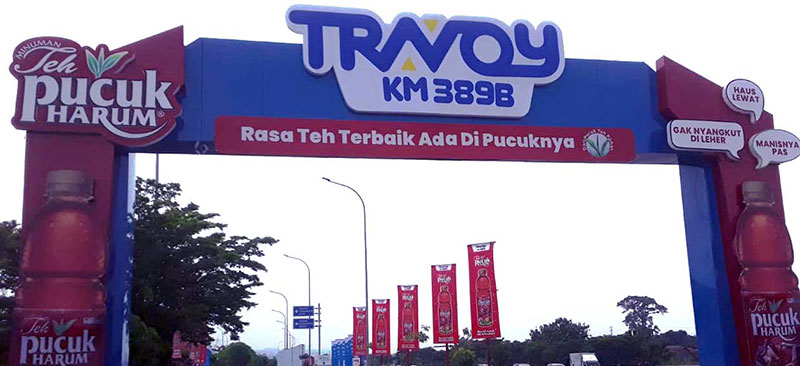 MINUMAN
Teh
pucuk
HARUM®
TRAVOY
KM 389B
Rasa Teh Terbaik Ada Di Pucuknya
HAUS
LEWAT
GAK NYANGKUT
DI LEHER
MANISNYA
PAS
Teh
pucuk
HARUM
Teh
pucuk
HARUM